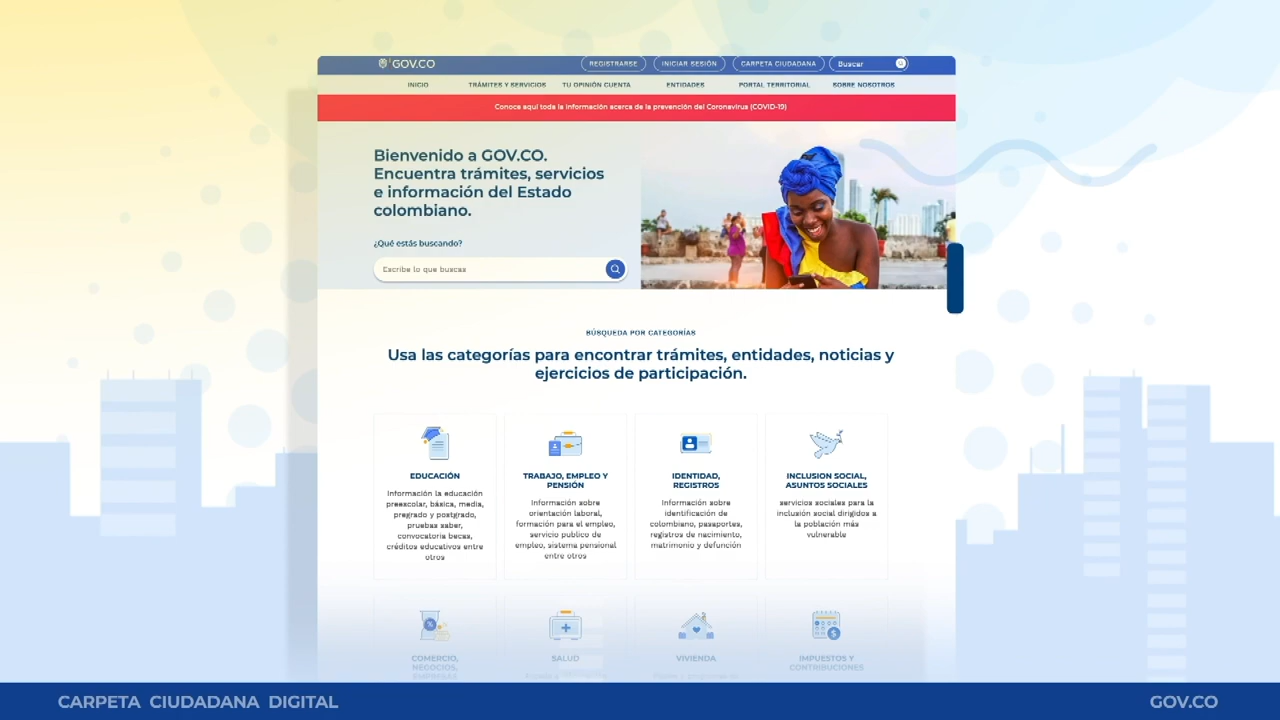 GOV.CO
REGISTRARSE
INICIAR SESIÓN
CARPETA CIUDADANA
Buscar
INICIO
TRÁMITES Y SERVICIOS
TU OPINIÓN CUENTA
ENTIDADES
PORTAL TERRITORIAL
SOBRE NOSOTROS
Conoce aquí toda la información acerca de la prevención del Coronavirus (COVID-19)
Bienvenido a GOV.CO.
Encuentra trámites, servicios
e información del Estado
colombiano.
¿Qué estás buscando?
Escribe lo que buscas
BÚSQUEDA POR CATEGORÍAS
Usa las categorías para encontrar trámites, entidades, noticias y
ejercicios de participación.
EDUCACIÓN
Información la educación
preescolar, básica, media,
pregrado y postgrado,
pruebas saber,
convocatoria becas,
créditos educativos entre
otros
TRABAJO, EMPLEO Y
PENSIÓN
Información sobre
orientación laboral,
formación para el empleo,
servicio publico de
empleo, sistema pensional
entre otros
IDENTIDAD,
REGISTROS
Información sobre
identificación de
colombiano, pasaportes,
registros de nacimiento,
matrimonio y defunción
INCLUSION SOCIAL,
ASUNTOS SOCIALES
servicios sociales para la
inclusión social dirigidos a
la población más
vulnerable
COMERCIO,
NEGOCIOS,
EMPRESAS
SALUD
VIVIENDA
IMPUESTOS Y
CONTRIBUCIONES
CARPETA CIUDADANA DIGITAL
GOV.CO